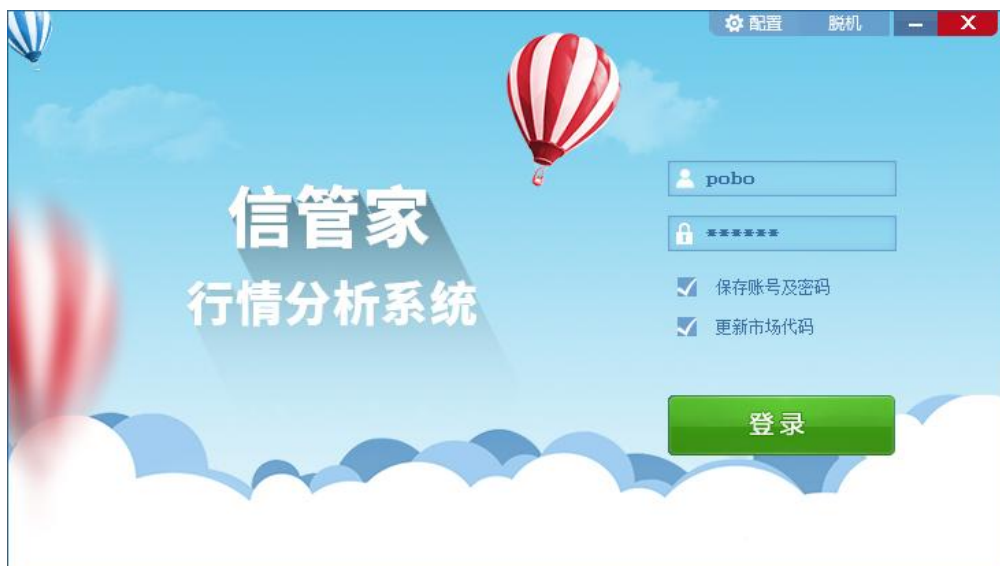 配置 脱机
信管家
行情分析系统
pobo
******
保存账号及密码
更新市场代码
登录